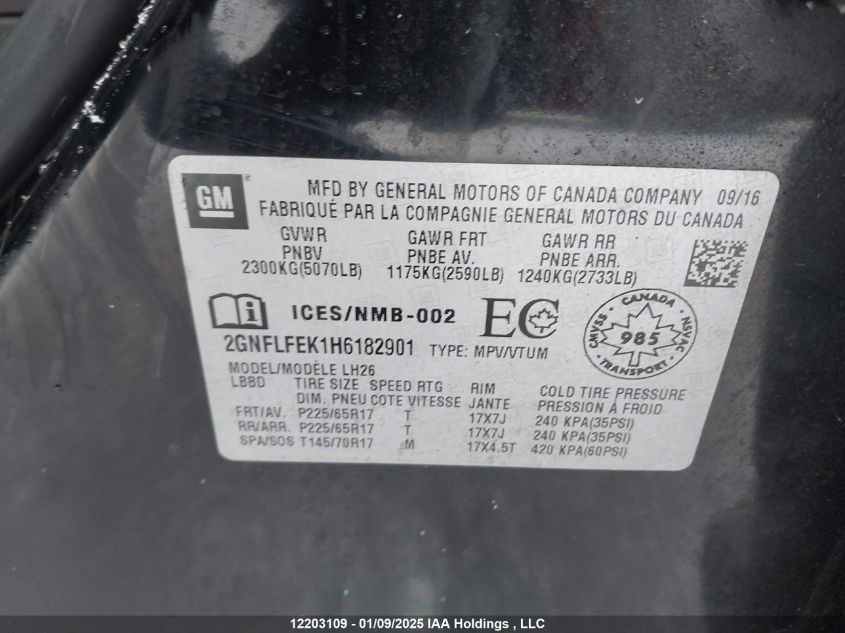 GM
MFD BY GENERAL MOTORS OF CANADA COMPANY 09/16
FABRIQUÉ PAR LA COMPAGNIE GENERAL MOTORS DU CANADA
GVWR GAWR FRT GAWR RR
PNBV PNBE AV. PNBE ARR.
2300KG(5070LB) 1175KG(2590LB) 1240KG(2733LB)
ICES/NMB-002 EC
CANADA
CMVSS 985 NSVAC
TRANSPORT
2GNFLFEK1H6182901 TYPE: MPV/VTUM
MODEL/MODÈLE LH26
LBBD TIRE SIZE SPEED RTG RIM COLD TIRE PRESSURE
DIM. PNEU COTE VITESSE JANTE PRESSION À FROID
FRT/AV. P225/65R17 T 17X7J 240 KPA(35PSI)
RR/ARR. P225/65R17 T 17X7J 240 KPA(35PSI)
SPA/SOS T145/70R17 M 17X4.5T 420 KPA(60PSI)
12203109 - 01/09/2025 IAA Holdings , LLC